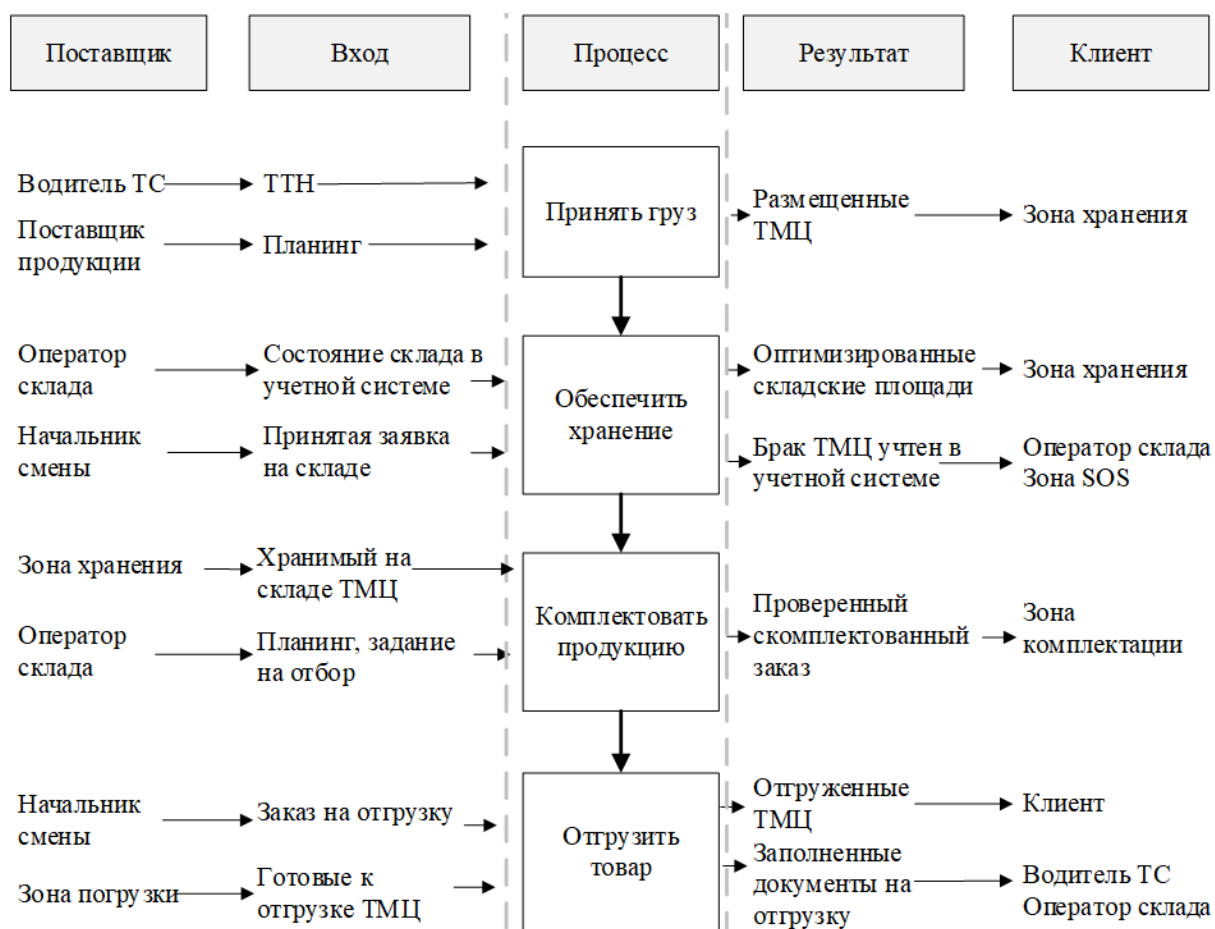 Поставщик
Вход
Процесс
Результат
Клиент
Водитель ТС
ТТН
Поставщик
продукции
Планинг
Принять груз
Размещенные
ТМЦ
Зона хранения
Оператор
склада
Состояние склада в
учетной системе
Начальник
смены
Принятая заявка
на складе
Обеспечить
хранение
Оптимизированные
складские площади
Зона хранения
Брак ТМЦ учтен в
учетной системе
Оператор склада
Зона SOS
Зона хранения
Хранимый на
складе ТМЦ
Оператор
склада
Планинг, задание
на отбор
Комплектовать
продукцию
Проверенный
скомплектованный
заказ
Зона
комплектации
Начальник
смены
Заказ на отгрузку
Зона погрузки
Готовые к
отгрузке ТМЦ
Отгрузить
товар
Отгруженные
ТМЦ
Клиент
Заполненные
документы на
отгрузку
Водитель ТС
Оператор склада